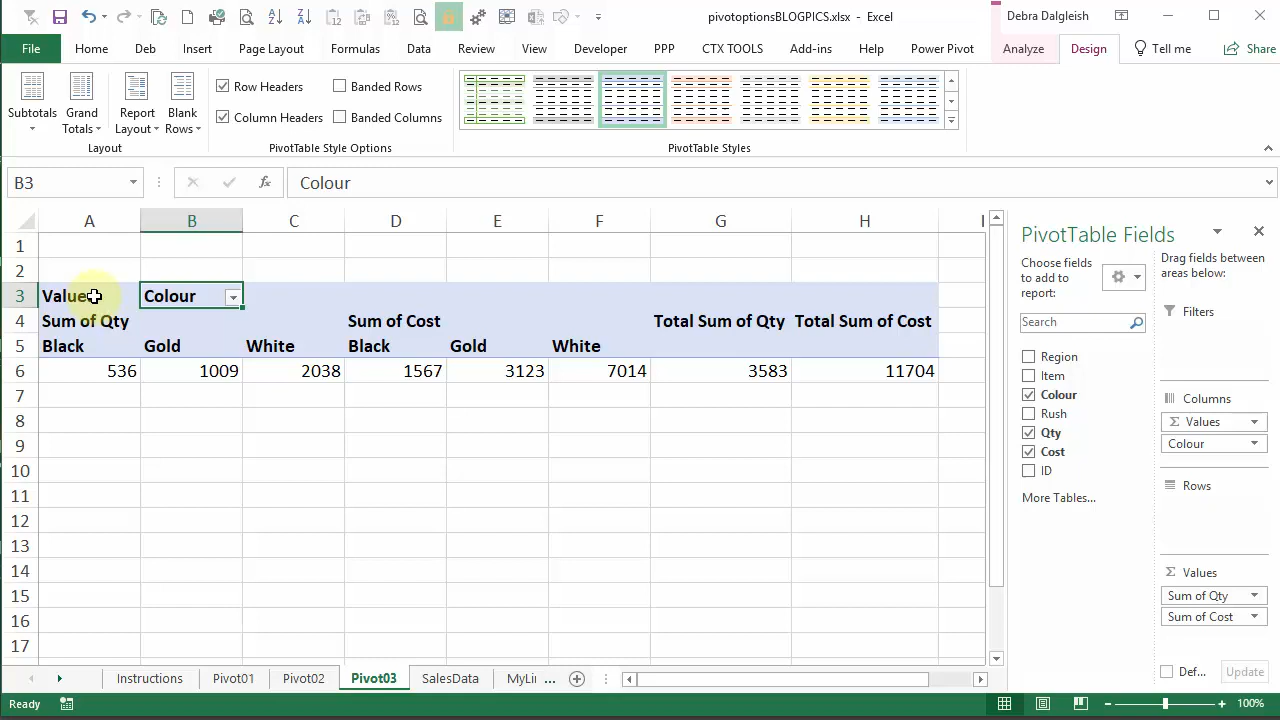 pivotoptionsBLOGPICS.xlsx - Excel
Debra Dalgleish
File Home Deb Insert Page Layout Formulas Data Review View Developer PPP CTX TOOLS Add-ins Help Power Pivot Analyze Design Tell me Share
Subtotals
Grand Totals
Report Layout
Blank Rows
Row Headers
Banded Rows
Column Headers
Banded Columns
Layout
PivotTable Style Options
PivotTable Styles
B3
fx
Colour
A B C D E F G H I
1
2
3 Colour
4 Sum of Qty Sum of Cost Total Sum of Qty Total Sum of Cost
5 Black Gold White Black Gold White
6 536 1009 2038 1567 3123 7014 3583 11704
7
8
9
10
11
12
13
14
15
16
17
PivotTable Fields
Choose fields to add to report:
Search
Region
Item
Colour
Rush
Qty
Cost
ID
More Tables...
Drag fields between areas below:
Filters
Columns
Σ Values
Colour
Rows
Σ Values
Sum of Qty
Sum of Cost
Def...
Update
Instructions Pivot01 Pivot02 Pivot03 SalesData MyLir ...
Ready
100%